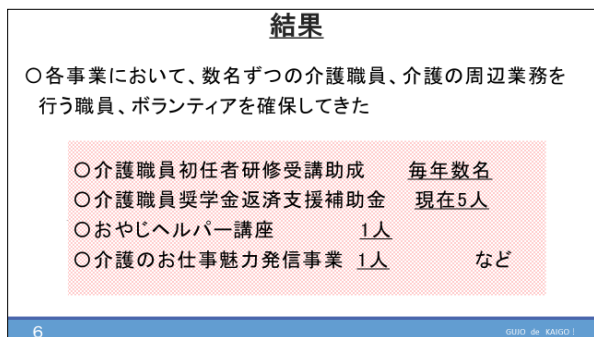 結果
○各事業において、数名ずつの介護職員、介護の周辺業務を
行う職員、ボランティアを確保してきた
○介護職員初任者研修受講助成 毎年数名
○介護職員奨学金返済支援補助金 現在5人
○おやじヘルパー講座 1人
○介護のお仕事魅力発信事業 1人 など
6
GUJO de KAIGO！